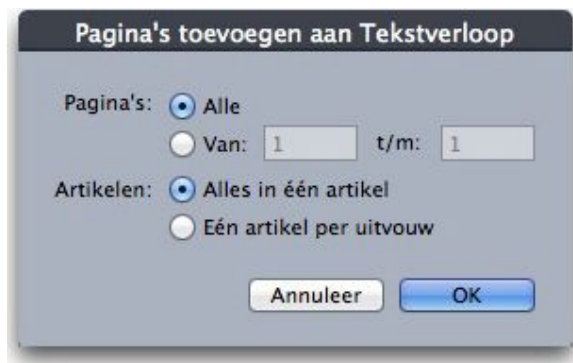 Pagina's toevoegen aan Tekstverloop
Pagina's: Alle
Van: 1 t/m: 1
Artikelen: Alles in één artikel
Eén artikel per uitvouw
Annuleer OK